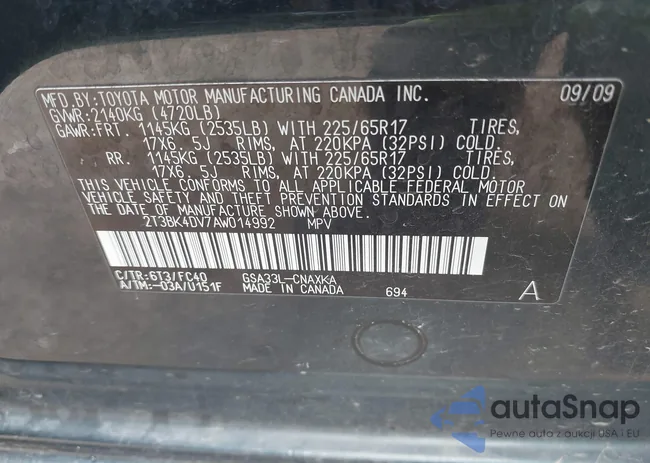 MFD.BY:TOYOTA MOTOR MANUFACTURING CANADA INC. 09/09
GVWR:2140KG (4720LB)
GAWR:FRT. 1145KG (2535LB) WITH 225/65R17 TIRES,
17X6.5J RIMS, AT 220KPA (32PSI) COLD.
RR. 1145KG (2535LB) WITH 225/65R17 TIRES,
17X6.5J RIMS, AT 220KPA (32PSI) COLD.
THIS VEHICLE CONFORMS TO ALL APPLICABLE FEDERAL MOTOR
VEHICLE SAFETY AND THEFT PREVENTION STANDARDS IN EFFECT ON
THE DATE OF MANUFACTURE SHOWN ABOVE.
2T3BK4DV7AW014992 MPV
C/TR:6T3/FC40 GSA33L-CNAXKA
A/TM:-03A/U151F MADE IN CANADA 694 A
autaSnap
Pewne auta z aukcji USA i EU